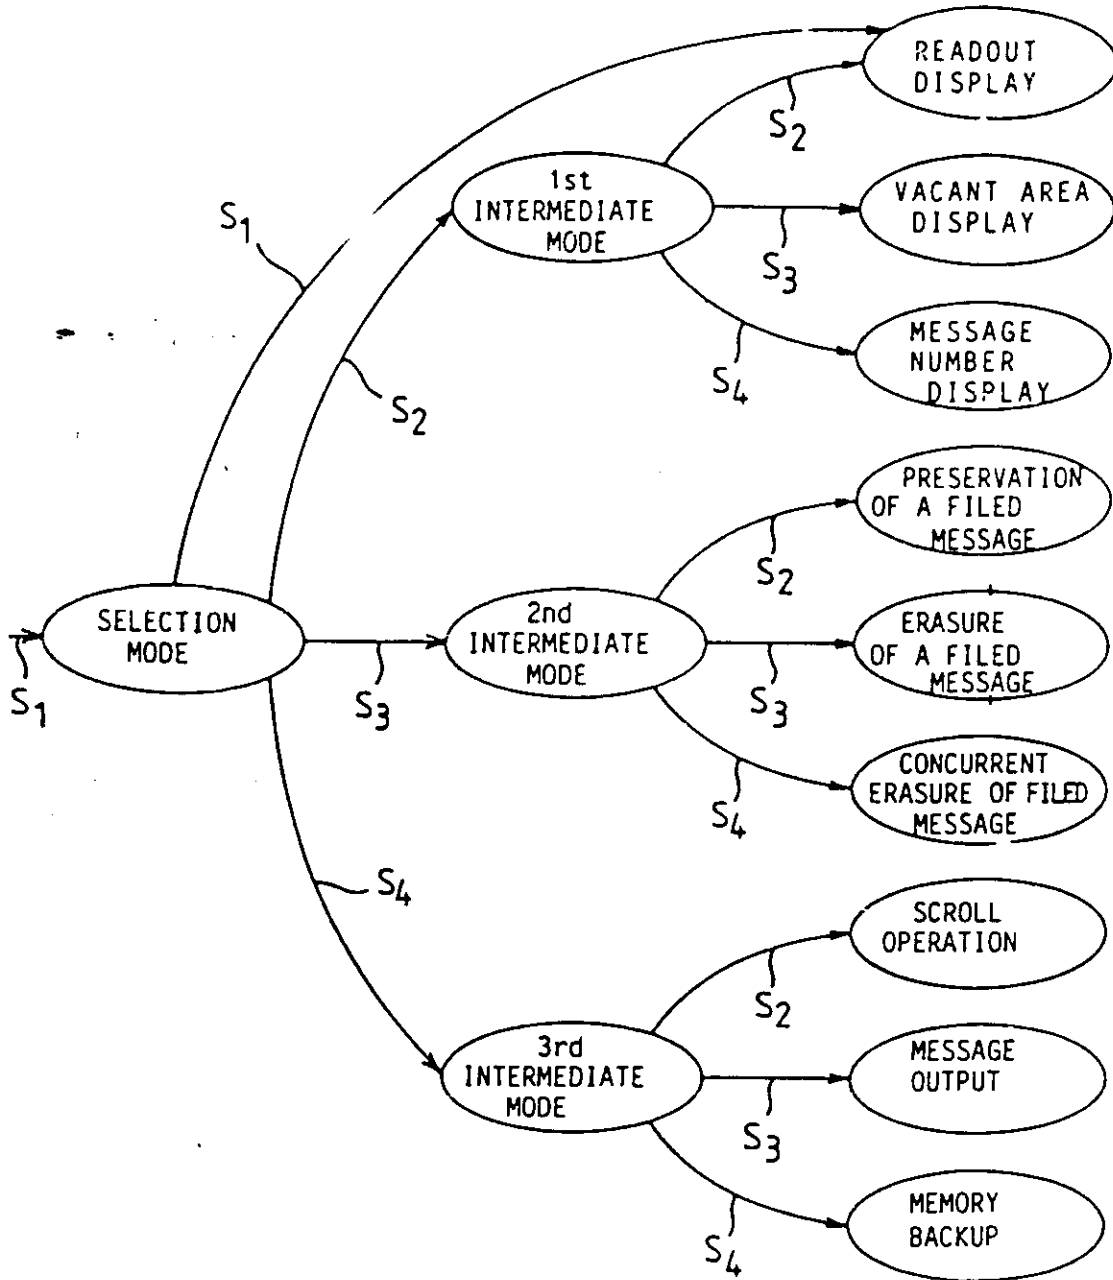 READOUT
DISPLAY
S2
1st
INTERMEDIATE
MODE
VACANT AREA
DISPLAY
S1
S3
MESSAGE
NUMBER
DISPLAY
S4
S2
PRESERVATION
OF A FILED
MESSAGE
S2
SELECTION
MODE
2nd
INTERMEDIATE
MODE
ERASURE
OF A FILED
MESSAGE
S1
S3
S3
CONCURRENT
ERASURE OF FILED
MESSAGE
S4
S4
SCROLL
OPERATION
S2
3rd
INTERMEDIATE
MODE
MESSAGE
OUTPUT
S3
MEMORY
BACKUP
S4